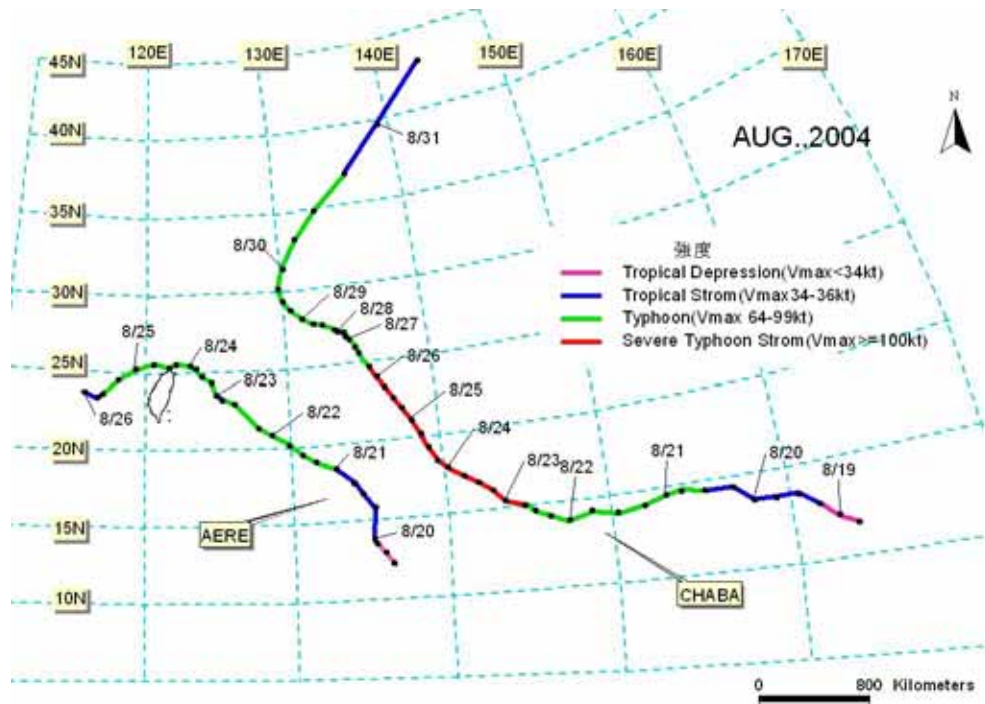 120E 130E 140E 150E 160E 170E
45N
40N
35N
30N
25N
20N
15N
10N
N
AUG.,2004
強度
Tropical Depression(Vmax<34kt)
Tropical Strom(Vmax34-36kt)
Typhoon(Vmax 64-99kt)
Severe Typhoon Strom(Vmax>=100kt)
8/31
8/30
8/29
8/28
8/27
8/26
8/25
8/24
8/23
8/22
8/21
8/20
8/19
CHABA
8/25
8/24
8/23
8/22
8/21
8/20
8/26
AERE
0 800 Kilometers